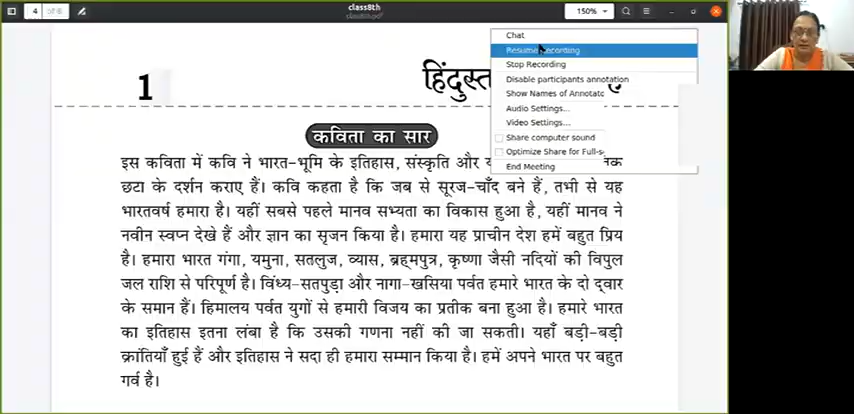 4 of 6
class8th
class8th.pdf
150%
Chat
Resume Recording
Stop Recording
Disable participants annotation
Show Names of Annotato
Audio Settings...
Video Settings...
Share computer sound
Optimize Share for Full-s
End Meeting
1
कविता का सार
इस कविता में कवि ने भारत-भूमि के इतिहास, संस्कृति और
छटा के दर्शन कराए हैं। कवि कहता है कि जब से सूरज-चाँद बने हैं, तभी से यह
भारतवर्ष हमारा है। यहीं सबसे पहले मानव सभ्यता का विकास हुआ है, यहीं मानव ने
नवीन स्वप्न देखे हैं और ज्ञान का सृजन किया है। हमारा यह प्राचीन देश हमें बहुत प्रिय
है। हमारा भारत गंगा, यमुना, सतलुज, व्यास, ब्रह्मपुत्र, कृष्णा जैसी नदियों की विपुल
जल राशि से परिपूर्ण है। विंध्य-सतपुड़ा और नागा-खसिया पर्वत हमारे भारत के दो द्वार
के समान हैं। हिमालय पर्वत युगों से हमारी विजय का प्रतीक बना हुआ है। हमारे भारत
का इतिहास इतना लंबा है कि उसकी गणना नहीं की जा सकती। यहाँ बड़ी-बड़ी
क्रांतियाँ हुई हैं और इतिहास ने सदा ही हमारा सम्मान किया है। हमें अपने भारत पर बहुत
गर्व है।